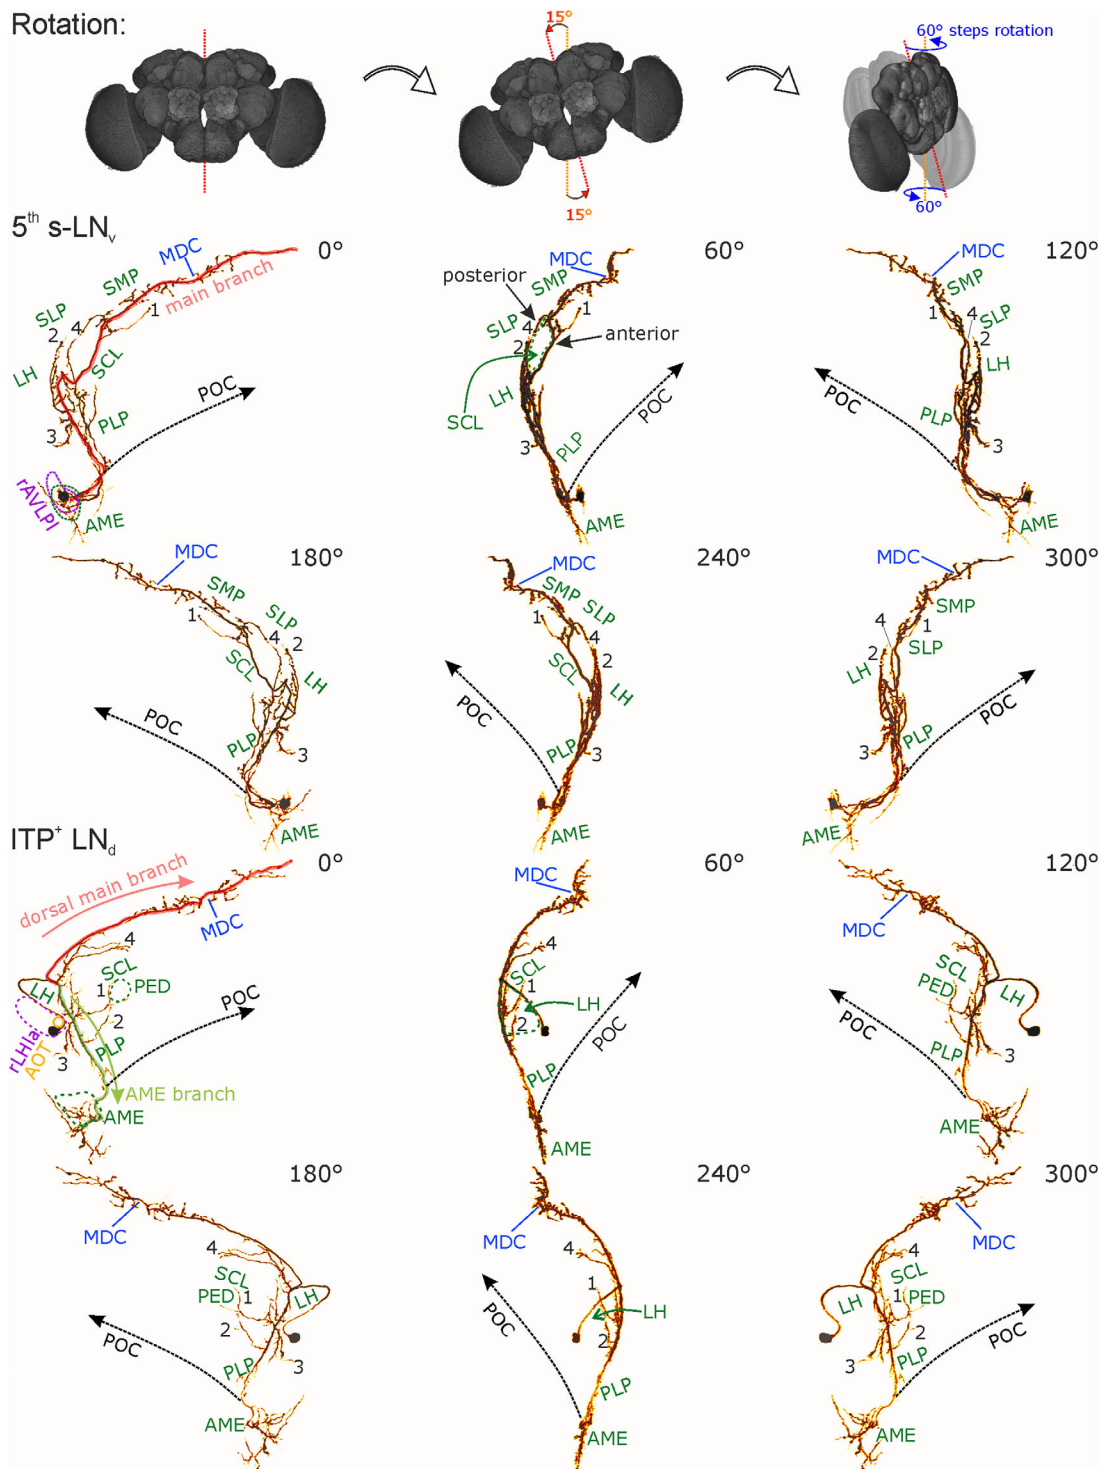 Rotation:
15°
15°
60° steps rotation
60°
5th s-LNv
0°
MDC
main branch
SMP
1
SLP
4
2
SCL
LH
POC
PLP
3
rAVLPl
AME
60°
MDC
posterior
SMP
1
SLP
4
anterior
2
LH
SCL
POC
3
PLP
AME
120°
MDC
SMP
1
4
SLP
2
LH
POC
PLP
3
AME
180°
MDC
SMP
1
SLP
4
2
SCL
LH
POC
PLP
3
AME
240°
MDC
SMP
SLP
1
4
SCL
2
LH
POC
PLP
3
AME
300°
MDC
SMP
4
1
SLP
2
LH
POC
PLP
3
AME
ITP+ LNd
0°
dorsal main branch
MDC
4
SCL
LH
1
PED
POC
2
rLHla
AOT
3
PLP
AME branch
AME
60°
MDC
4
SCL
1
LH
2
POC
PLP
AME
120°
MDC
4
SCL
PED
1
LH
2
POC
PLP
3
AME
180°
MDC
4
SCL
PED
1
LH
2
POC
PLP
3
AME
240°
MDC
4
1
LH
2
POC
PLP
AME
300°
MDC
4
SCL
LH
1
PED
2
POC
3
PLP
AME